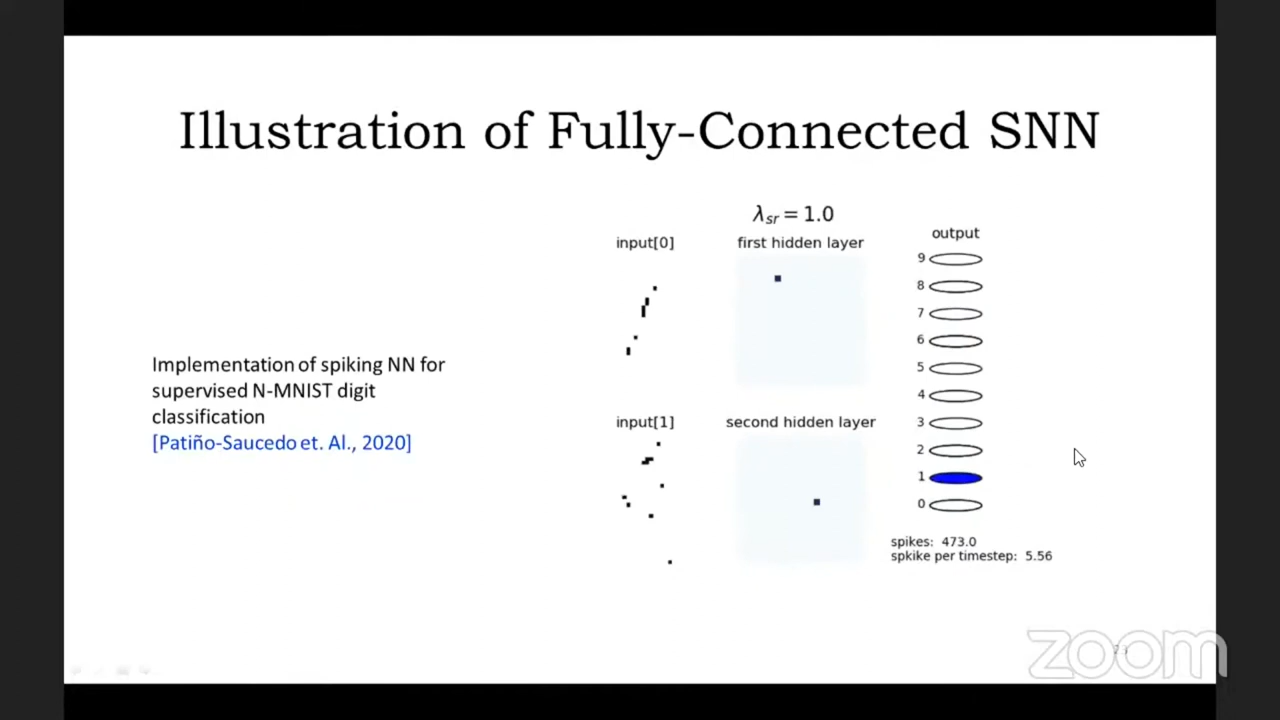 Illustration of Fully-Connected SNN
Implementation of spiking NN for
supervised N-MNIST digit
classification
[Patiño-Saucedo et. Al., 2020]
λsr = 1.0
input[0]
first hidden layer
output
9
8
7
6
5
4
3
2
1
0
input[1]
second hidden layer
spikes: 473.0
spkike per timestep: 5.56
zoom